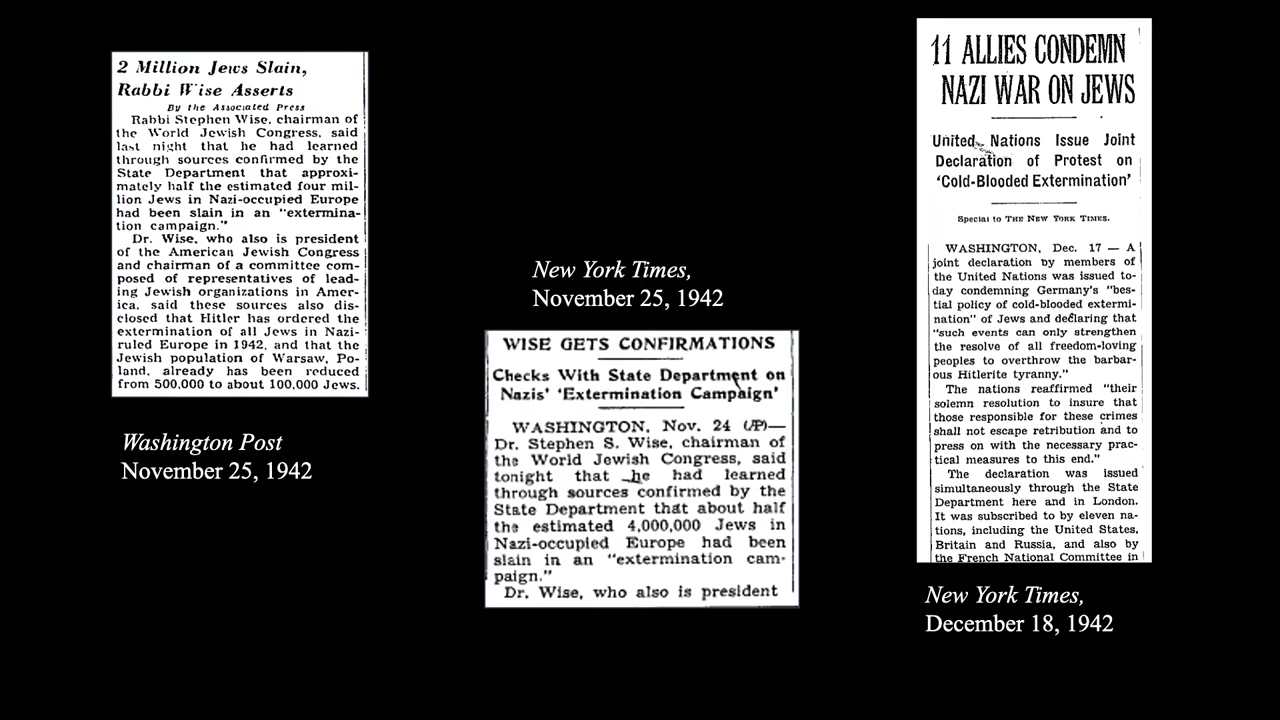 2 Million Jews Slain,
Rabbi Wise Asserts
By the Associated Press
Rabbi Stephen Wise, chairman of
the World Jewish Congress, said
last night that he had learned
through sources confirmed by the
State Department that approxi-
mately half the estimated four mil-
lion Jews in Nazi-occupied Europe
had been slain in an "extermina-
tion campaign."
Dr. Wise, who also is president
of the American Jewish Congress
and chairman of a committee com-
posed of representatives of lead-
ing Jewish organizations in Amer-
ica, said these sources also dis-
closed that Hitler has ordered the
extermination of all Jews in Nazi-
ruled Europe in 1942, and that the
Jewish population of Warsaw, Po-
land, already has been reduced
from 500,000 to about 100,000 Jews.
Washington Post
November 25, 1942
New York Times,
November 25, 1942
WISE GETS CONFIRMATIONS
Checks With State Department on
Nazis' 'Extermination Campaign'
WASHINGTON, Nov. 24 (AP)—
Dr. Stephen S. Wise, chairman of
the World Jewish Congress, said
tonight that he had learned
through sources confirmed by the
State Department that about half
the estimated 4,000,000 Jews in
Nazi-occupied Europe had been
slain in an "extermination cam-
paign."
Dr. Wise, who also is president
11 ALLIES CONDEMN
NAZI WAR ON JEWS
United Nations Issue Joint
Declaration of Protest on
'Cold-Blooded Extermination'
Special to THE NEW YORK TIMES.
WASHINGTON, Dec. 17 — A
joint declaration by members of
the United Nations was issued to-
day condemning Germany's "bes-
tial policy of cold-blooded extermi-
nation" of Jews and declaring that
"such events can only strengthen
the resolve of all freedom-loving
peoples to overthrow the barbar-
ous Hitlerite tyranny."
The nations reaffirmed "their
solemn resolution to insure that
those responsible for these crimes
shall not escape retribution and to
press on with the necessary prac-
tical measures to this end."
The declaration was issued
simultaneously through the State
Department here and in London.
It was subscribed to by eleven na-
tions, including the United States,
Britain and Russia, and also by
the French National Committee in
New York Times,
December 18, 1942